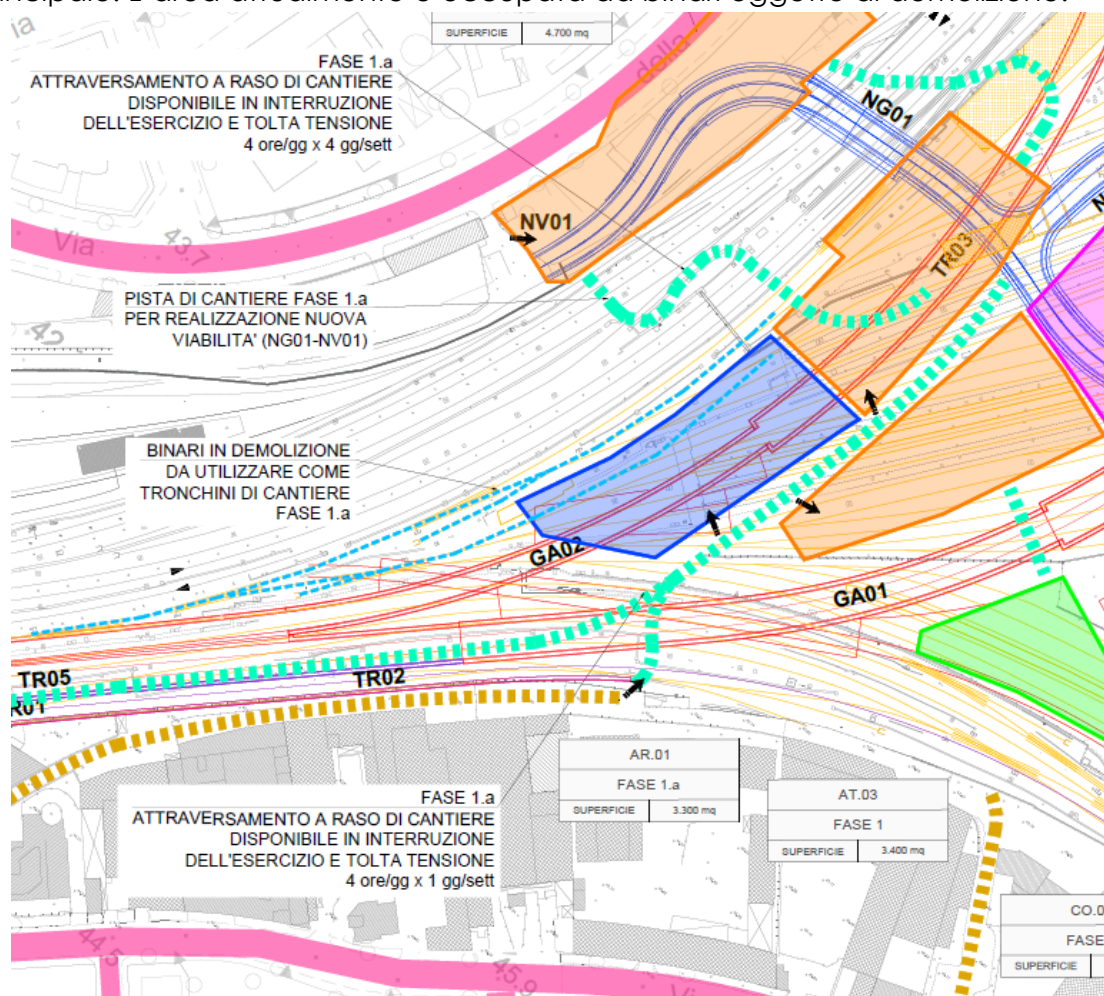 SUPERFICIE 4.700 mq
della
FASE 1.a
ATTRAVERSAMENTO A RASO DI CANTIERE
DISPONIBILE IN INTERRUZIONE
DELL'ESERCIZIO E TOLTA TENSIONE
4 ore/gg x 4 gg/sett
NG01
NV01
Via
43.7
TR03
PISTA DI CANTIERE FASE 1.a
PER REALIZZAZIONE NUOVA
VIABILITA' (NG01-NV01)
BINARI IN DEMOLIZIONE
DA UTILIZZARE COME
TRONCHINI DI CANTIERE
FASE 1.a
GA02
GA01
TR05
TR02
AR.01
FASE 1.a
SUPERFICIE 3.300 mq
AT.03
FASE 1
SUPERFICIE 3.400 mq
FASE 1.a
ATTRAVERSAMENTO A RASO DI CANTIERE
DISPONIBILE IN INTERRUZIONE
DELL'ESERCIZIO E TOLTA TENSIONE
4 ore/gg x 1 gg/sett
CO.0
FASE
SUPERFICIE
44.5
45.9